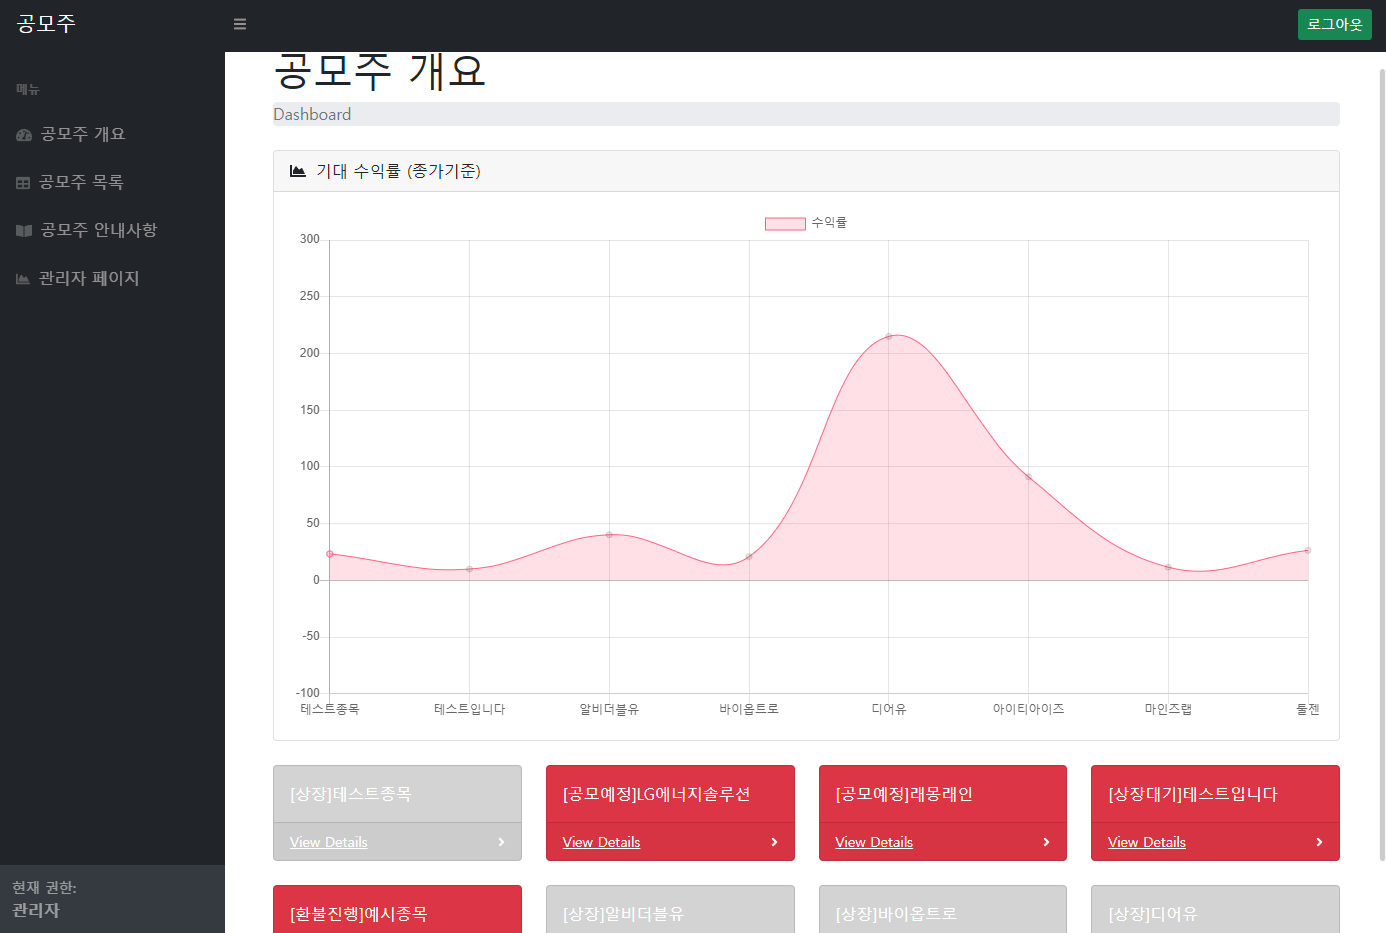 공모주
로그아웃
메뉴
공모주 개요
공모주 목록
공모주 안내사항
관리자 페이지
현재 권한:
관리자
공모주 개요
Dashboard
기대 수익률 (종가기준)
수익률
300
250
200
150
100
50
0
-50
-100
테스트종목 테스트입니다 알비더블유 바이옵트로 디어유 아이티아이즈 마인즈랩 툴젠
[상장]테스트종목
View Details
[공모예정]LG에너지솔루션
View Details
[공모예정]래몽래인
View Details
[상장대기]테스트입니다
View Details
[환불진행]예시종목
[상장]알비더블유
[상장]바이옵트로
[상장]디어유